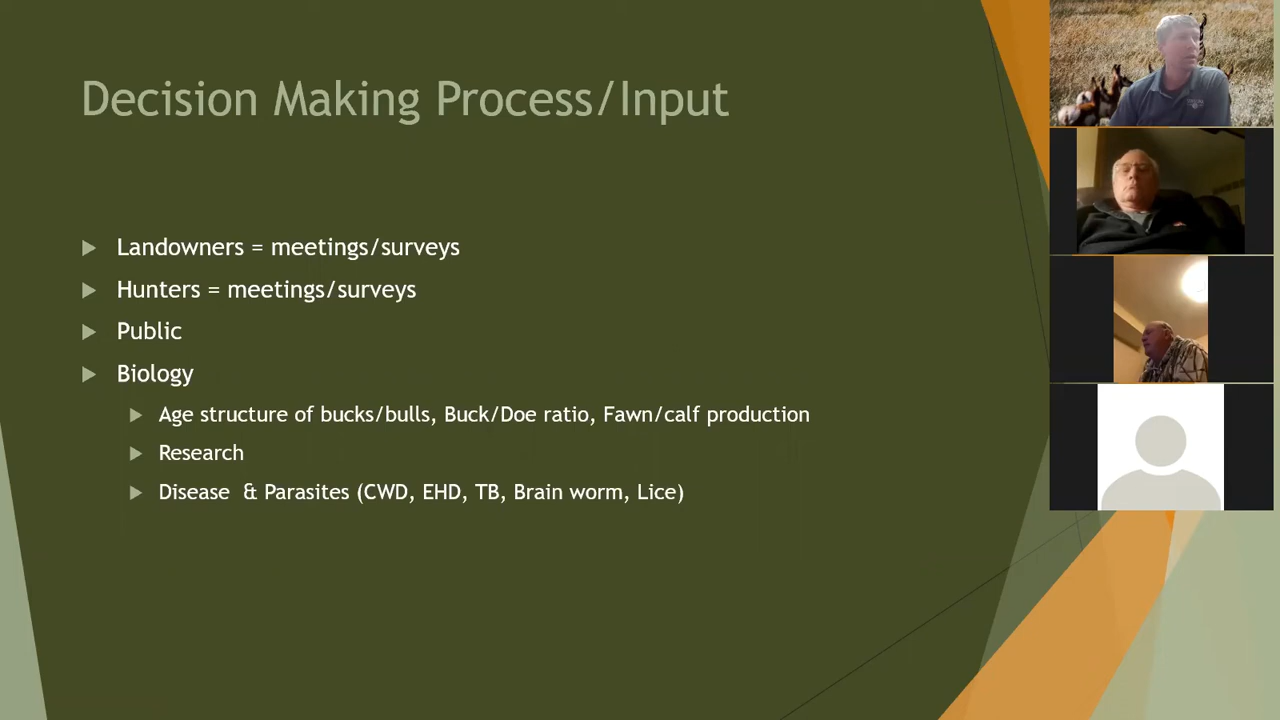 Decision Making Process/Input
Landowners = meetings/surveys
Hunters = meetings/surveys
Public
Biology
Age structure of bucks/bulls, Buck/Doe ratio, Fawn/calf production
Research
Disease & Parasites (CWD, EHD, TB, Brain worm, Lice)